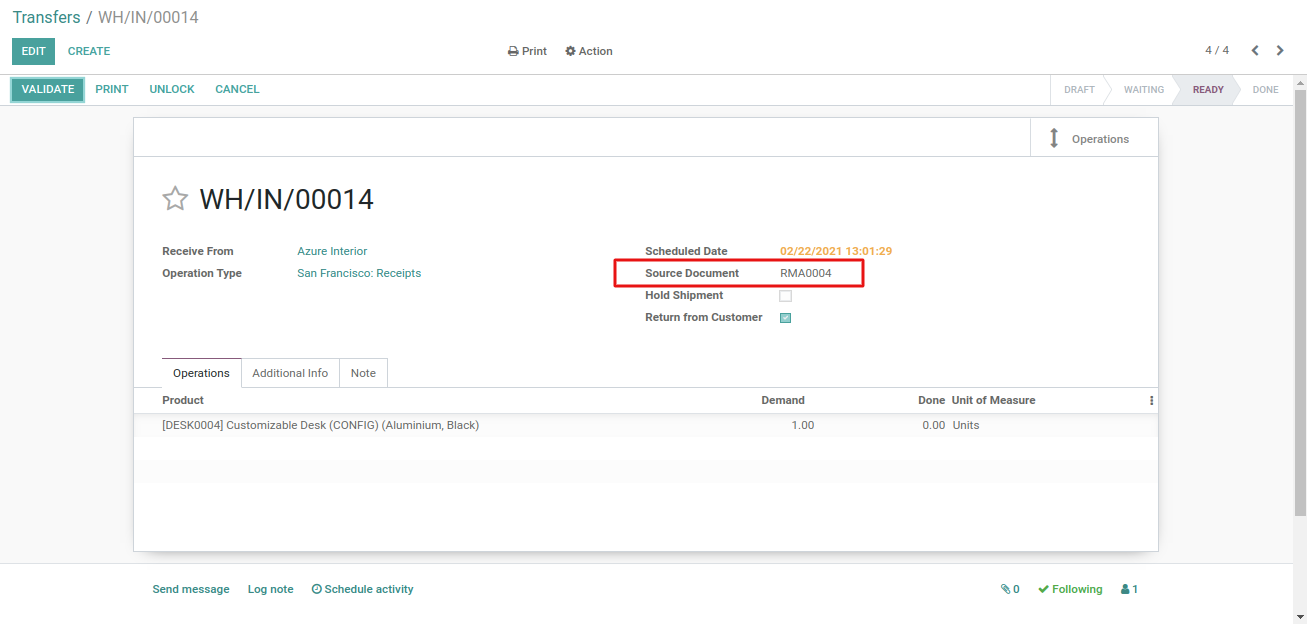 Transfers / WH/IN/00014
EDIT CREATE Print Action 4 / 4
VALIDATE PRINT UNLOCK CANCEL DRAFT WAITING READY DONE
Operations
WH/IN/00014
Receive From Azure Interior Scheduled Date 02/22/2021 13:01:29
Operation Type San Francisco: Receipts Source Document RMA0004
Hold Shipment
Return from Customer
Operations Additional Info Note
Product Demand Done Unit of Measure
[DESK0004] Customizable Desk (CONFIG) (Aluminium, Black) 1.00 0.00 Units
Send message Log note Schedule activity 0 Following 1